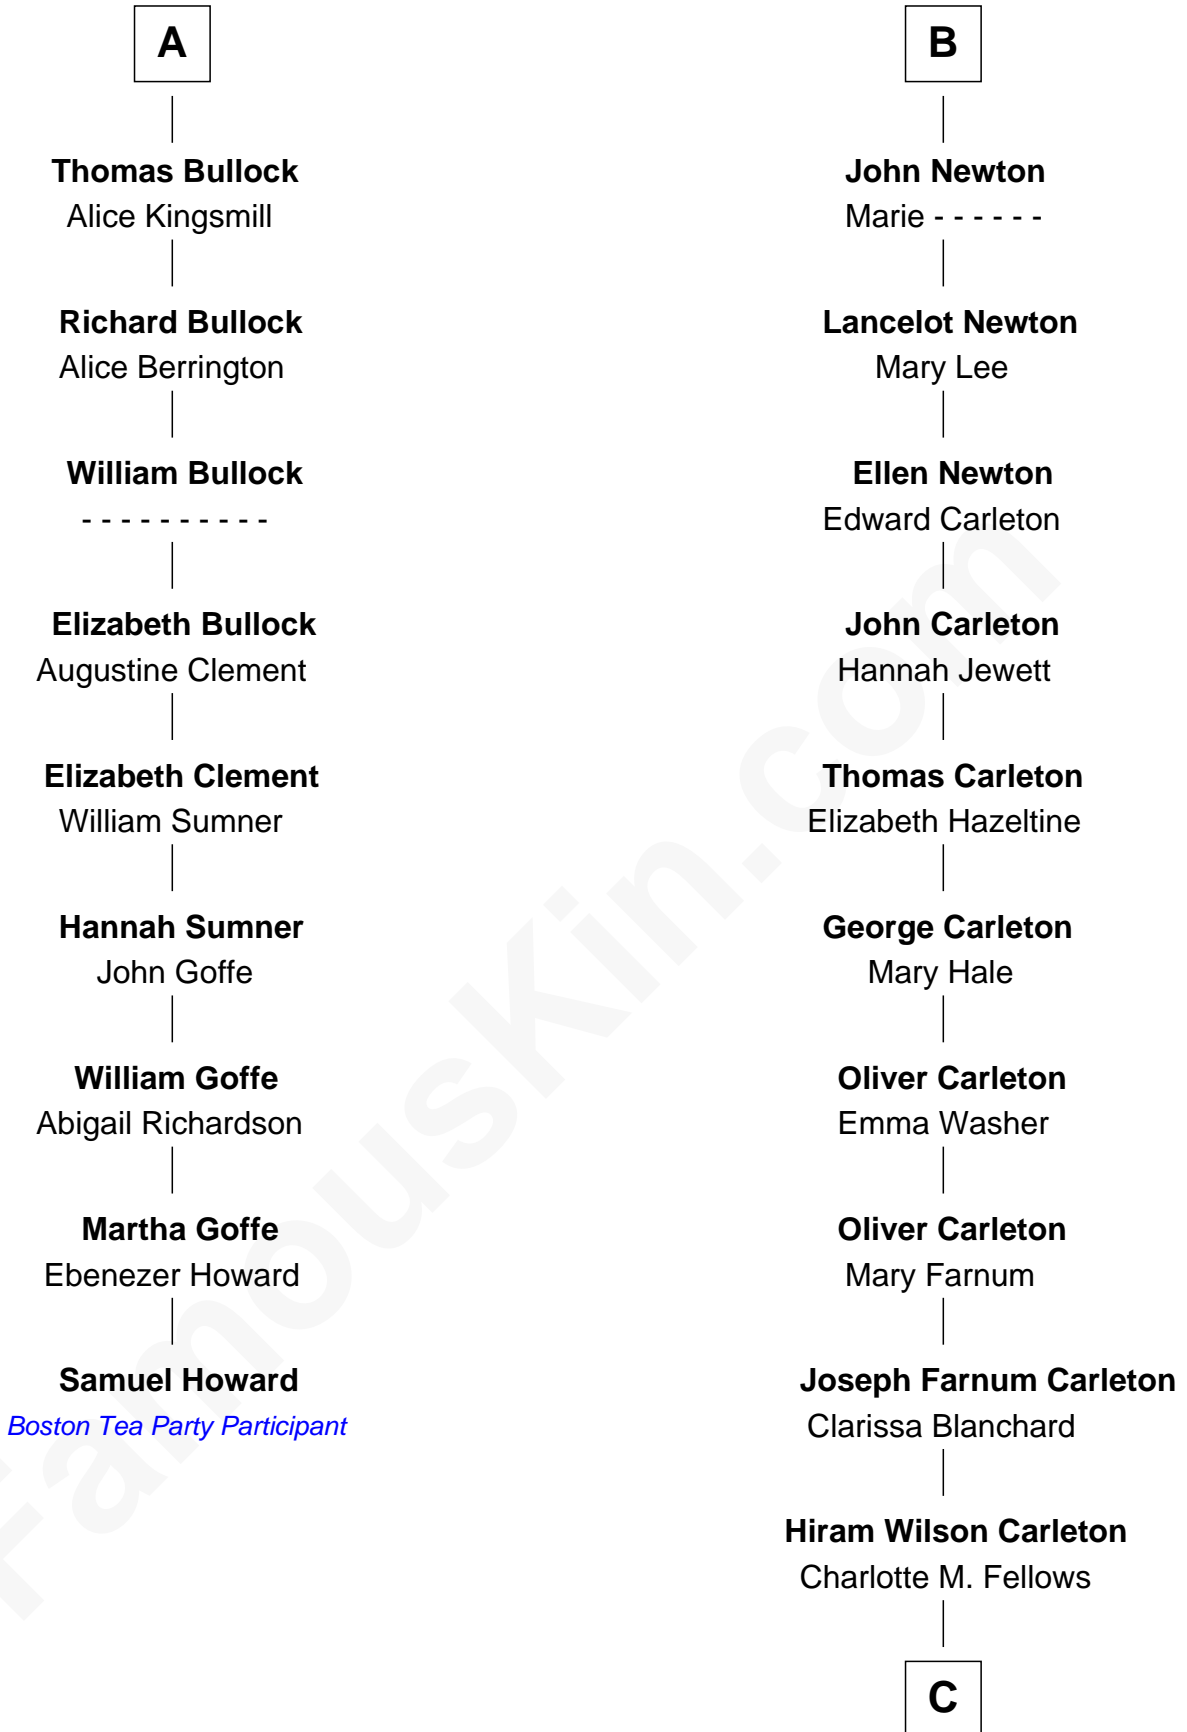 A
Thomas Bullock
Alice Kingsmill
Richard Bullock
Alice Berrington
William Bullock
- - - - - - - - - -
Elizabeth Bullock
Augustine Clement
Elizabeth Clement
William Sumner
Hannah Sumner
John Goffe
William Goffe
Abigail Richardson
Martha Goffe
Ebenezer Howard
Samuel Howard
Boston Tea Party Participant
B
John Newton
Marie - - - - - -
Lancelot Newton
Mary Lee
Ellen Newton
Edward Carleton
John Carleton
Hannah Jewett
Thomas Carleton
Elizabeth Hazeltine
George Carleton
Mary Hale
Oliver Carleton
Emma Washer
Oliver Carleton
Mary Farnum
Joseph Farnum Carleton
Clarissa Blanchard
Hiram Wilson Carleton
Charlotte M. Fellows
C
FamousKin.com